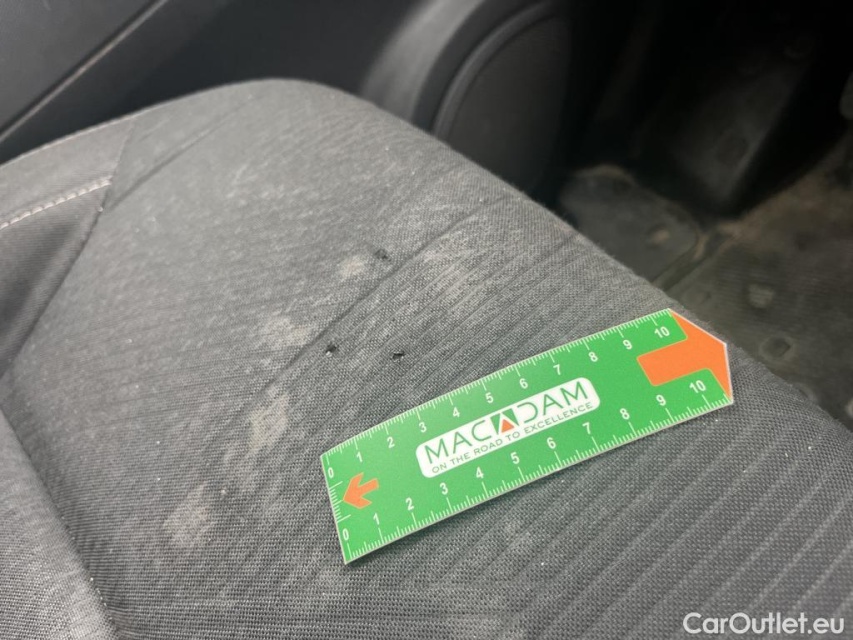 0 1 2 3 4 5 6 7 8 9 10
MACADAM
ON THE ROAD TO EXCELLENCE
0 1 2 3 4 5 6 7 8 9 10
CarOutlet.eu